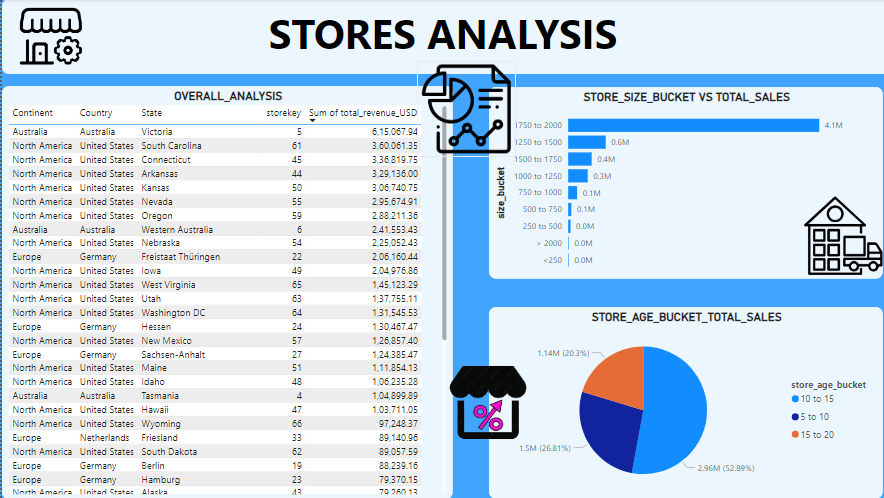 STORES ANALYSIS
OVERALL_ANALYSIS
Continent Country State storekey Sum of total_revenue_USD
Australia Australia Victoria 5 6,15,067.94
North America United States South Carolina 61 3,60,061.35
North America United States Connecticut 45 3,36,819.75
North America United States Arkansas 44 3,29,136.00
North America United States Kansas 50 3,06,740.75
North America United States Nevada 55 2,95,674.91
North America United States Oregon 59 2,88,211.36
Australia Australia Western Australia 6 2,41,553.43
North America United States Nebraska 54 2,25,052.43
Europe Germany Freistaat Thüringen 22 2,06,160.44
North America United States Iowa 49 2,04,976.86
North America United States West Virginia 65 1,45,123.29
North America United States Utah 63 1,37,755.11
North America United States Washington DC 64 1,31,545.53
Europe Germany Hessen 24 1,30,467.47
North America United States New Mexico 57 1,26,857.40
Europe Germany Sachsen-Anhalt 27 1,24,385.47
North America United States Maine 51 1,11,854.13
North America United States Idaho 48 1,06,235.28
Australia Australia Tasmania 4 1,04,899.89
North America United States Hawaii 47 1,03,711.05
North America United States Wyoming 66 97,248.37
Europe Netherlands Friesland 33 89,140.96
North America United States South Dakota 62 89,057.59
Europe Germany Berlin 19 88,239.16
Europe Germany Hamburg 23 79,370.15
North America United States Alaska 43 79,260.13
STORE_SIZE_BUCKET VS TOTAL_SALES
size_bucket
1750 to 2000 4.1M
1250 to 1500 0.6M
1500 to 1750 0.4M
1000 to 1250 0.3M
750 to 1000 0.1M
500 to 750 0.1M
250 to 500 0.0M
> 2000 0.0M
<250 0.0M
STORE_AGE_BUCKET_TOTAL_SALES
1.14M (20.3%)
1.5M (26.81%)
2.96M (52.89%)
store_age_bucket
10 to 15
5 to 10
15 to 20